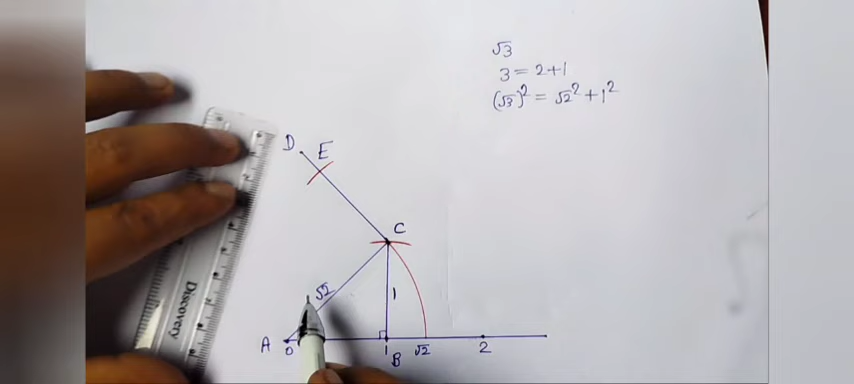 √3
3 = 2+1
(√3)² = √2² + 1²
D E
C
√2
1
A 0 1 √2 2
B
Discovery